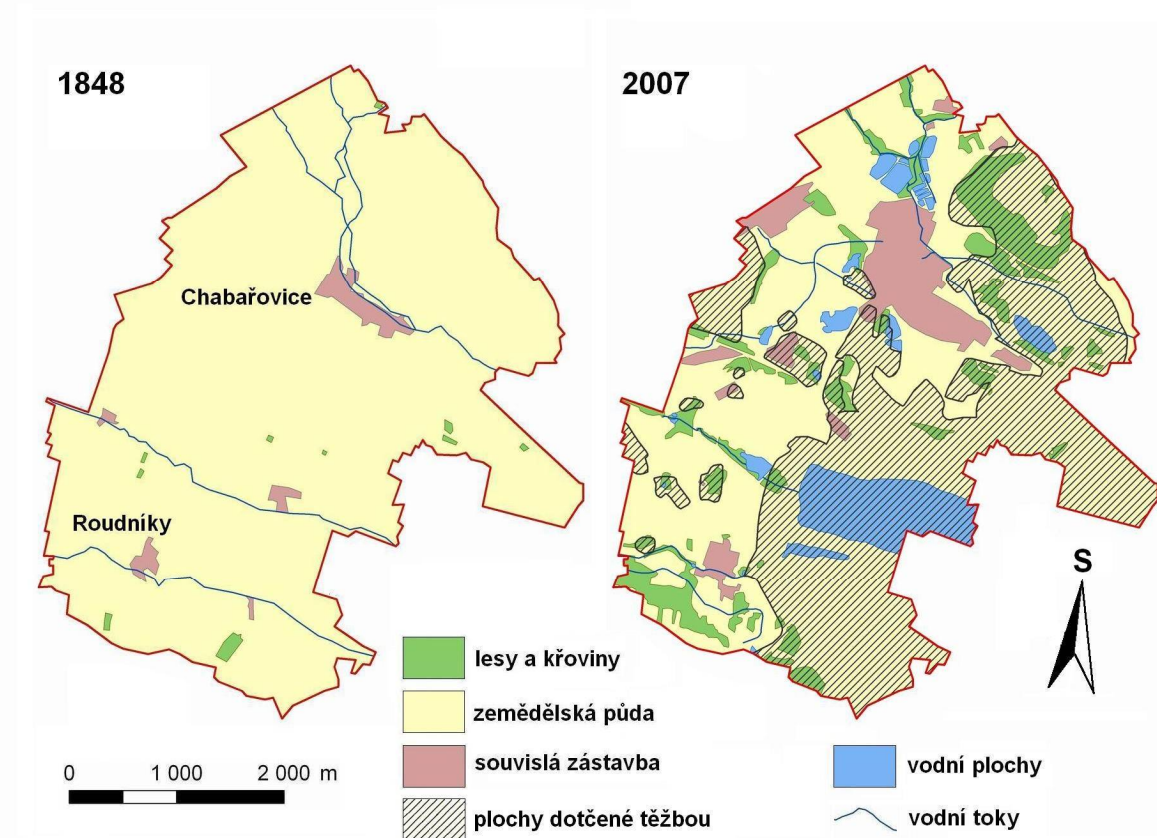 1848
2007
Chabařovice
Roudníky
S
lesy a křoviny
zemědělská půda
souvislá zástavba
plochy dotčené těžbou
vodní plochy
vodní toky
0 1 000 2 000 m